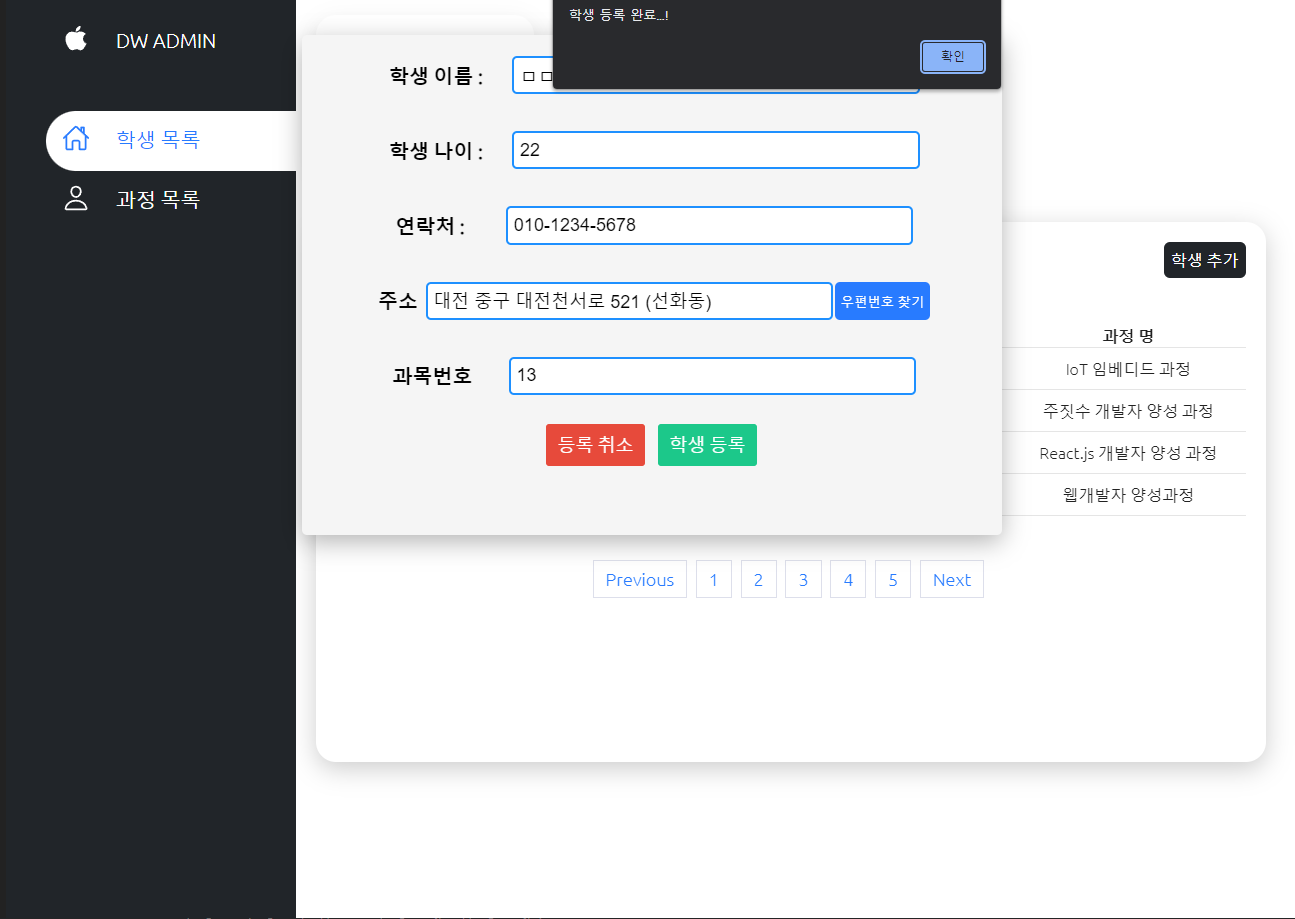 DW ADMIN
학생 목록
과정 목록
학생 등록 완료...!
확인
학생 이름 :
ㅁ ㅁ
학생 나이 :
22
연락처 :
010-1234-5678
주소
대전 중구 대전천서로 521 (선화동)
우편번호 찾기
과목번호
13
등록 취소
학생 등록
학생 추가
과정 명
IoT 임베디드 과정
주짓수 개발자 양성 과정
React.js 개발자 양성 과정
웹개발자 양성과정
Previous 1 2 3 4 5 Next